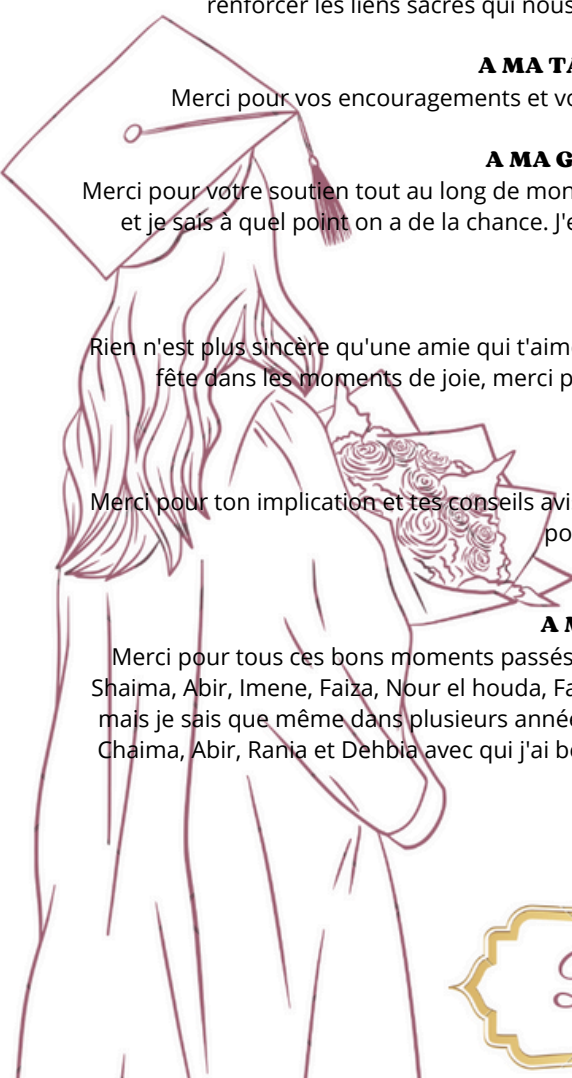 renforcer les liens sacrés qui nous
A MA TA
Merci pour vos encouragements et vo
A MA G
Merci pour votre soutien tout au long de mon
et je sais à quel point on a de la chance. J'e
Rien n'est plus sincère qu'une amie qui t'aime
fête dans les moments de joie, merci p
Merci pour ton implication et tes conseils avi
po
A M
Merci pour tous ces bons moments passés
Shaima, Abir, Imene, Faiza, Nour el houda, Fa
mais je sais que même dans plusieurs année
Chaima, Abir, Rania et Dehbia avec qui j'ai be